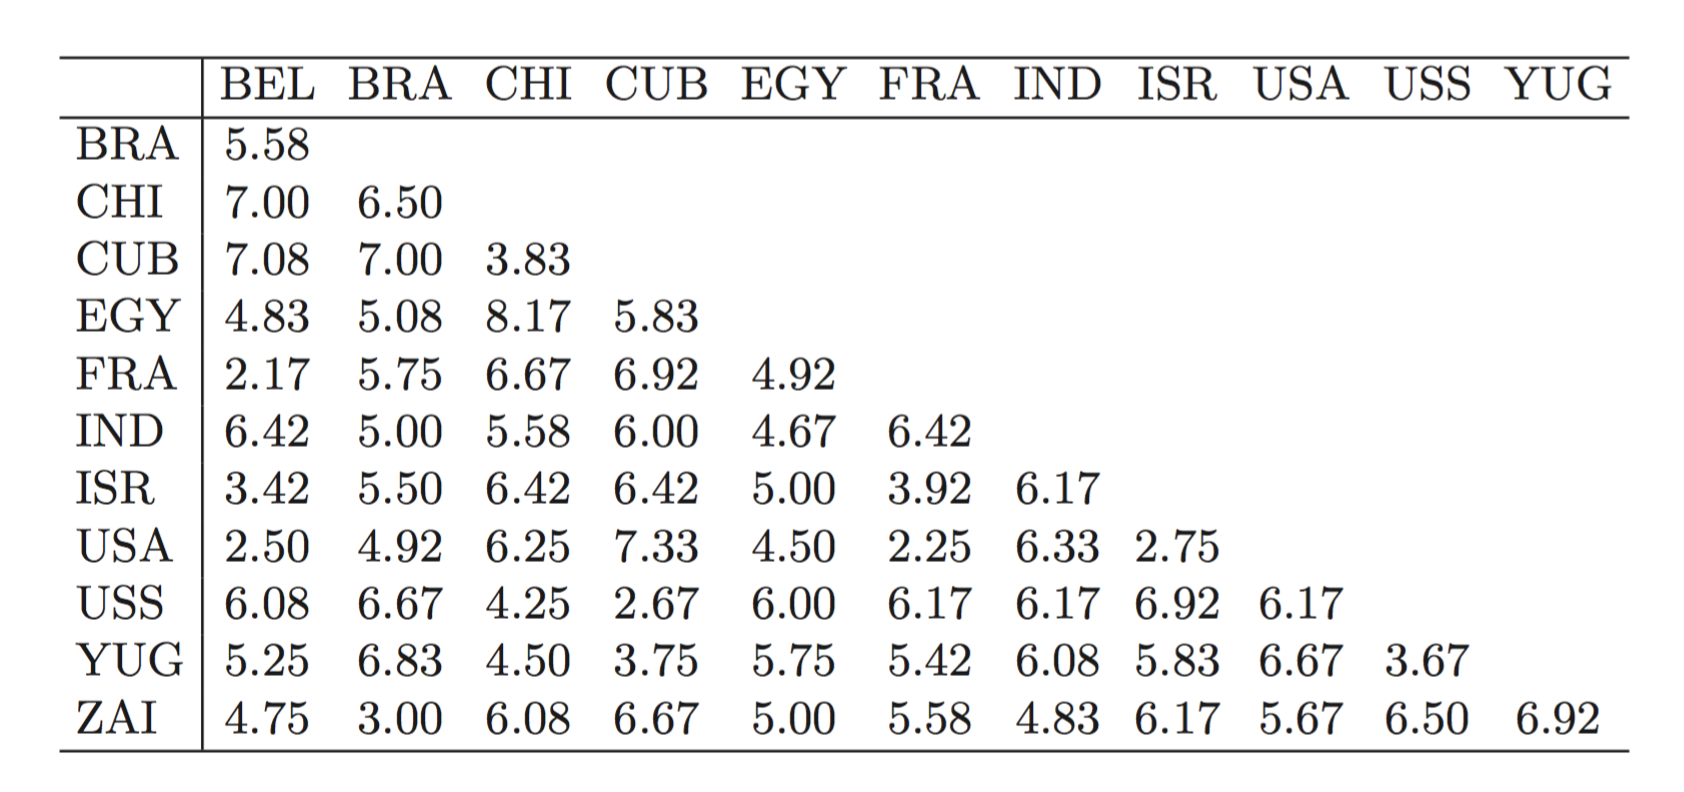 BEL BRA CHI CUB EGY FRA IND ISR USA USS YUG
BRA 5.58
CHI 7.00 6.50
CUB 7.08 7.00 3.83
EGY 4.83 5.08 8.17 5.83
FRA 2.17 5.75 6.67 6.92 4.92
IND 6.42 5.00 5.58 6.00 4.67 6.42
ISR 3.42 5.50 6.42 6.42 5.00 3.92 6.17
USA 2.50 4.92 6.25 7.33 4.50 2.25 6.33 2.75
USS 6.08 6.67 4.25 2.67 6.00 6.17 6.17 6.92 6.17
YUG 5.25 6.83 4.50 3.75 5.75 5.42 6.08 5.83 6.67 3.67
ZAI 4.75 3.00 6.08 6.67 5.00 5.58 4.83 6.17 5.67 6.50 6.92